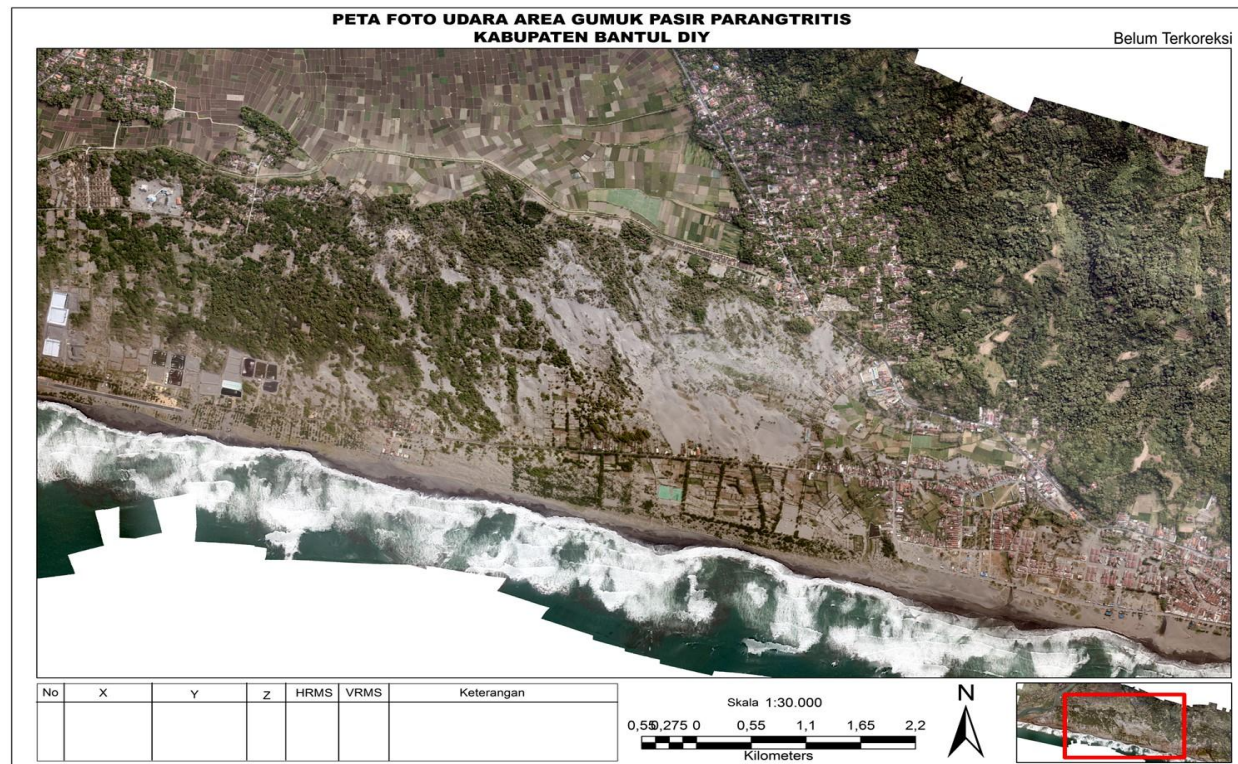 PETA FOTO UDARA AREA GUMUK PASIR PARANGTRITIS
KABUPATEN BANTUL DIY
Belum Terkoreksi
No X Y Z HRMS VRMS Keterangan
Skala 1:30.000
0,55 0,275 0 0,55 1,1 1,65 2,2
Kilometers
N